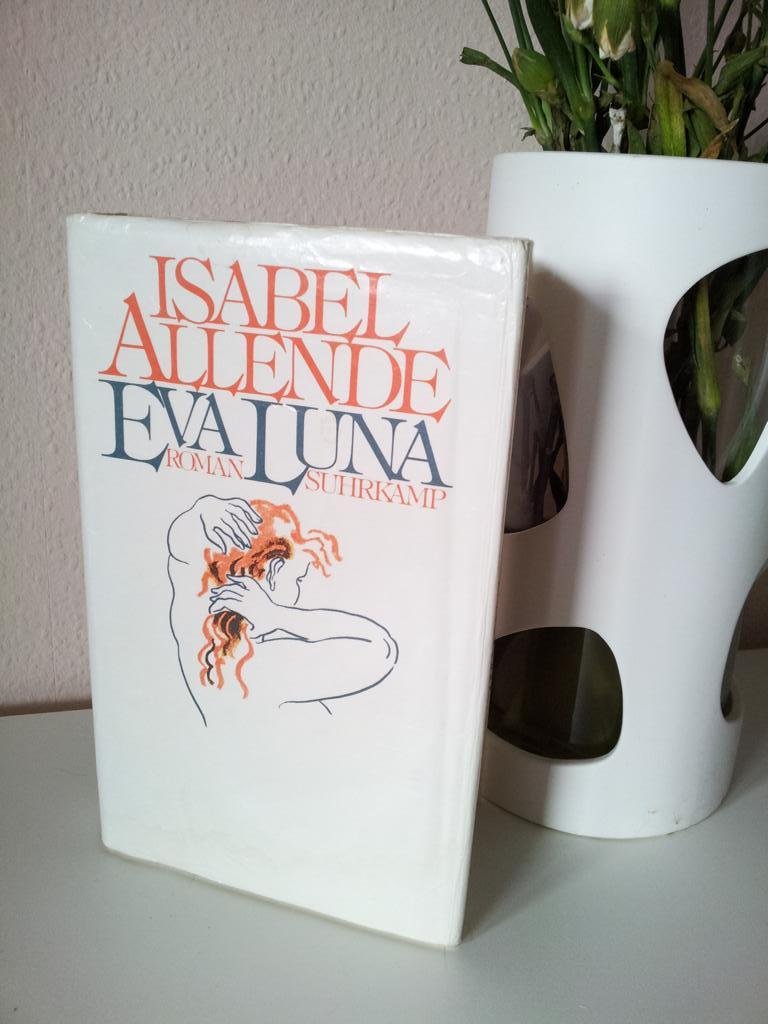 ISABEL
ALLENDE
EVA LUNA
ROMAN SUHRKAMP